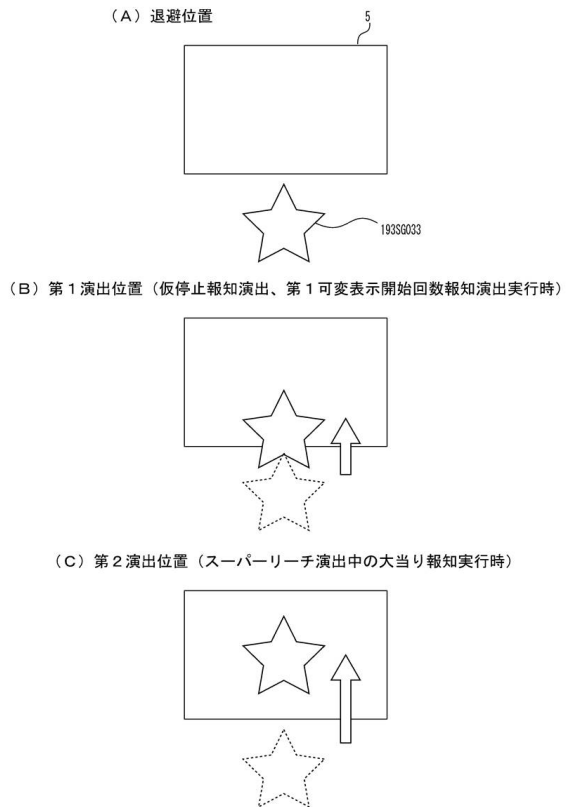 （A）退避位置
5
193SG033
（B）第１演出位置（仮停止報知演出、第１可変表示開始回数報知演出実行時）
（C）第２演出位置（スーパーリーチ演出中の大当り報知実行時）